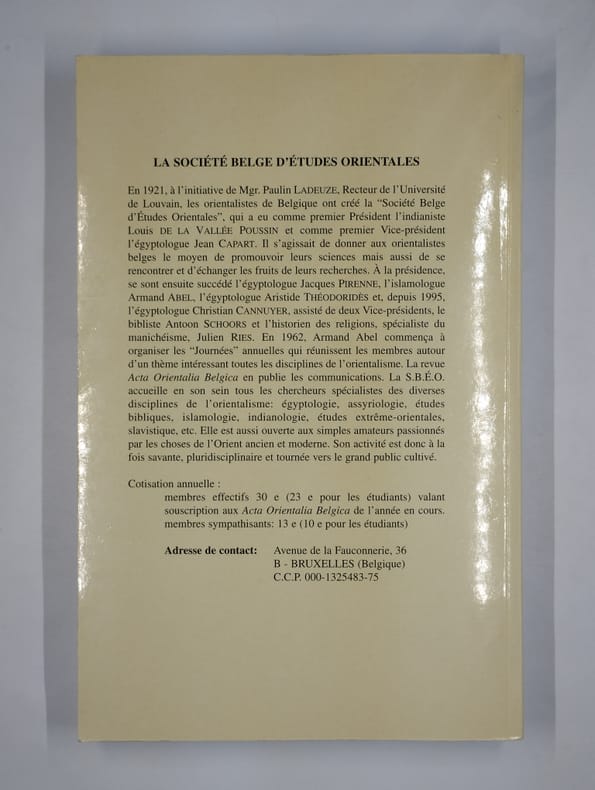 LA SOCIÉTÉ BELGE D'ÉTUDES ORIENTALES
En 1921, à l'initiative de Mgr. Paulin LADEUZE, Recteur de l'Université
de Louvain, les orientalistes de Belgique ont créé la “Société Belge
d'Études Orientales”, qui a eu comme premier Président l'indianiste
Louis DE LA VALLÉE POUSSIN et comme premier Vice-président
l'égyptologue Jean CAPART. Il s'agissait de donner aux orientalistes
belges le moyen de promouvoir leurs sciences mais aussi de se
rencontrer et d'échanger les fruits de leurs recherches. À la présidence,
se sont ensuite succédé l'égyptologue Jacques PIRENNE, l'islamologue
Armand ABEL, l'égyptologue Aristide THÉODORIDÈS et, depuis 1995,
l'égyptologue Christian CANNUYER, assisté de deux Vice-présidents, le
bibliste Antoon SCHOORS et l'historien des religions, spécialiste du
manichéisme, Julien RIES. En 1962, Armand Abel commença à
organiser les “Journées” annuelles qui réunissent les membres autour
d'un thème intéressant toutes les disciplines de l'orientalisme. La revue
Acta Orientalia Belgica en publie les communications. La S.B.É.O.
accueille en son sein tous les chercheurs spécialistes des diverses
disciplines de l'orientalisme: égyptologie, assyriologie, études
bibliques, islamologie, indianologie, études extrême-orientales,
slavistique, etc. Elle est aussi ouverte aux simples amateurs passionnés
par les choses de l'Orient ancien et moderne. Son activité est donc à la
fois savante, pluridisciplinaire et tournée vers le grand public cultivé.
Cotisation annuelle :
membres effectifs 30 e (23 e pour les étudiants) valant
souscription aux Acta Orientalia Belgica de l'année en cours.
membres sympathisants: 13 e (10 e pour les étudiants)
Adresse de contact: Avenue de la Fauconnerie, 36
B - BRUXELLES (Belgique)
C.C.P. 000-1325483-75